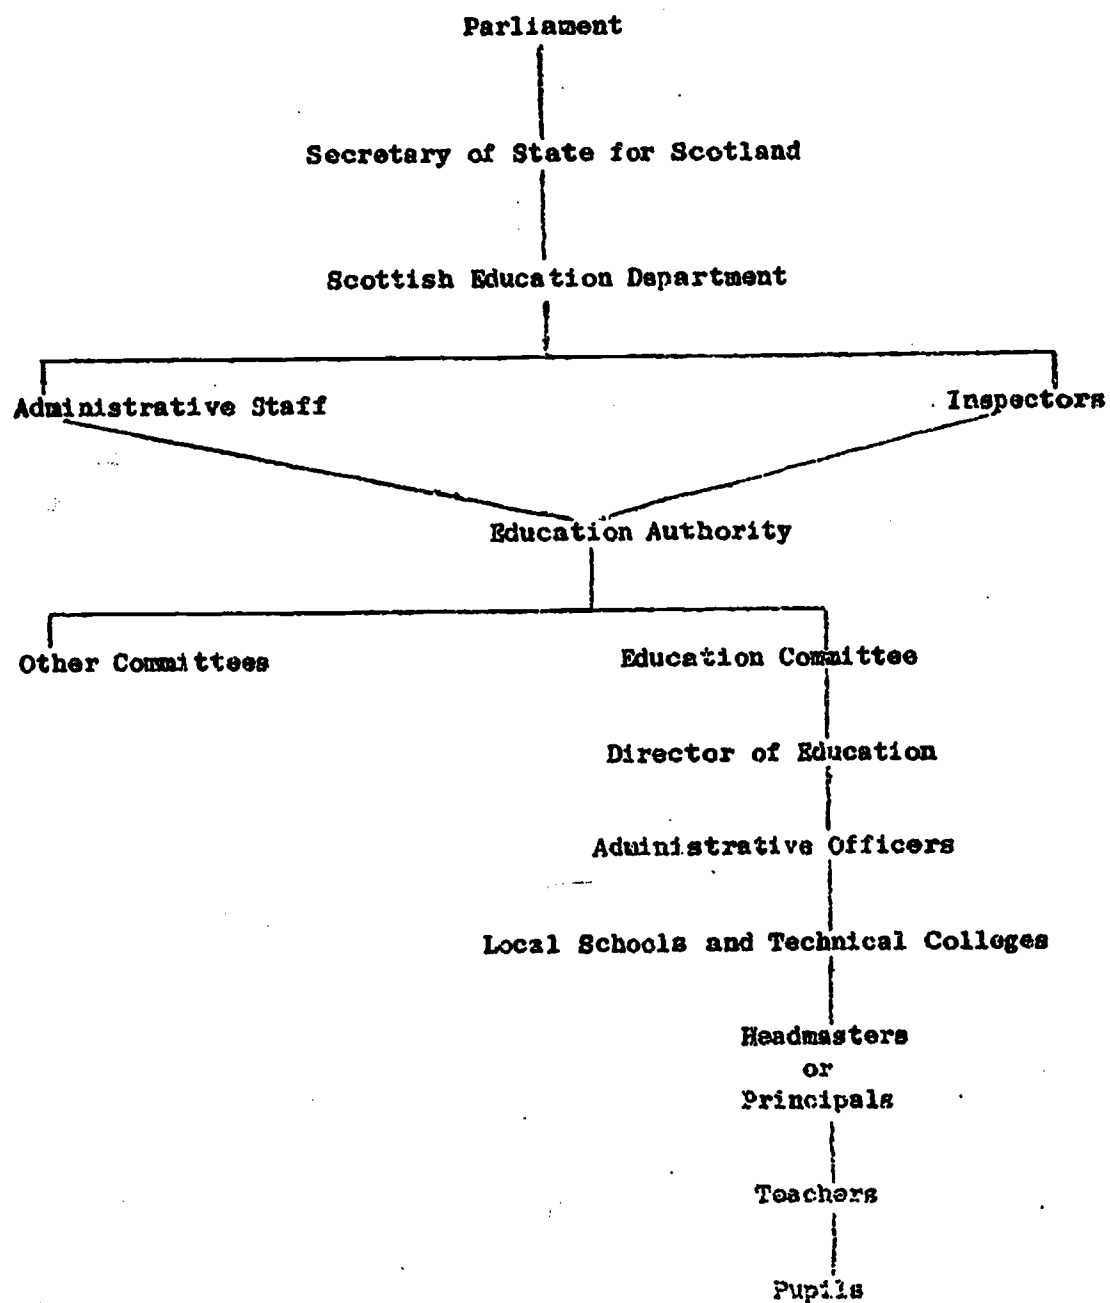 Parliament
Secretary of State for Scotland
Scottish Education Department
Administrative Staff
Inspectors
Education Authority
Other Committees
Education Committee
Director of Education
Administrative Officers
Local Schools and Technical Colleges
Headmasters
or
Principals
Teachers
Pupils